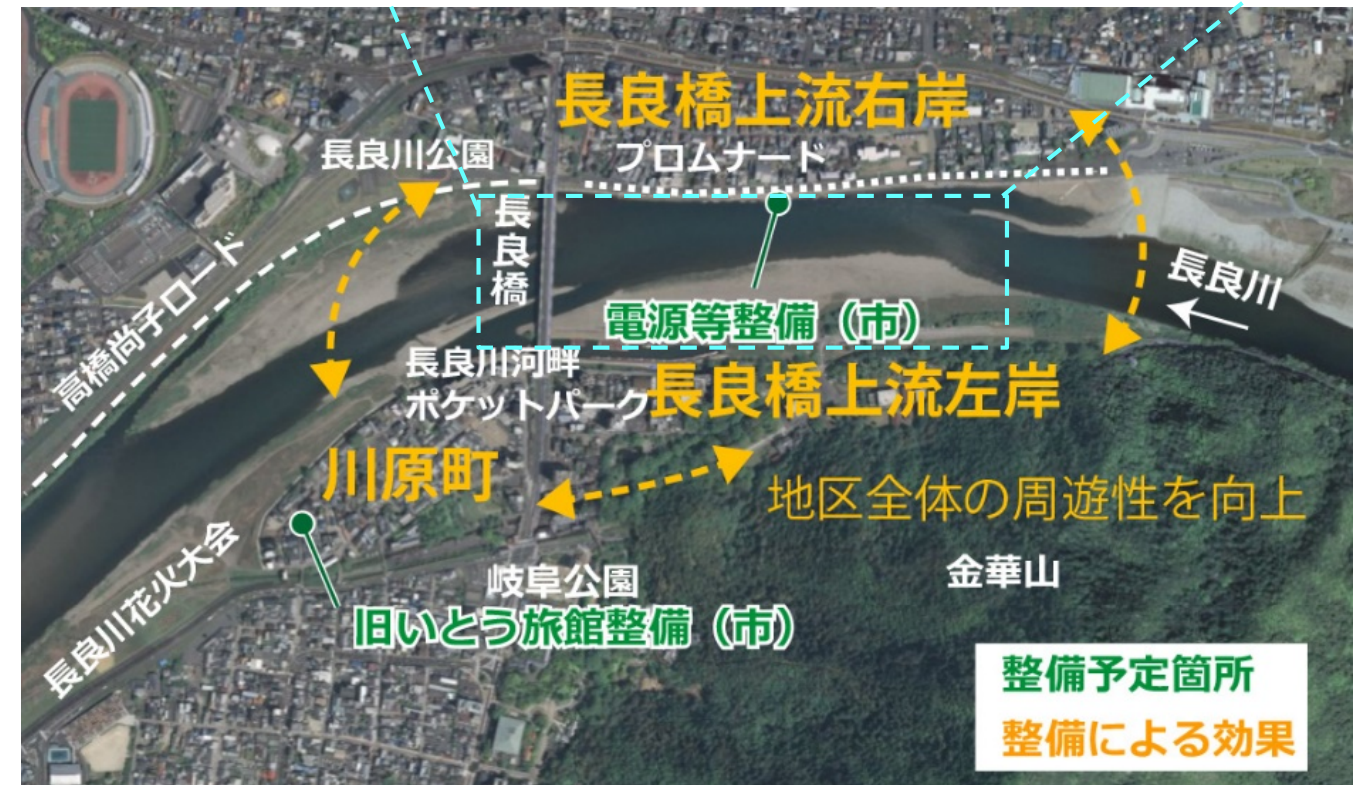 長良橋上流右岸
長良川公園
プロムナード
長良橋
長良川
高橋尚子ロード
電源等整備（市）
長良川河畔
ポケットパーク
長良橋上流左岸
川原町
地区全体の周遊性を向上
長良川花火大会
岐阜公園
金華山
旧いとう旅館整備（市）
整備予定箇所
整備による効果